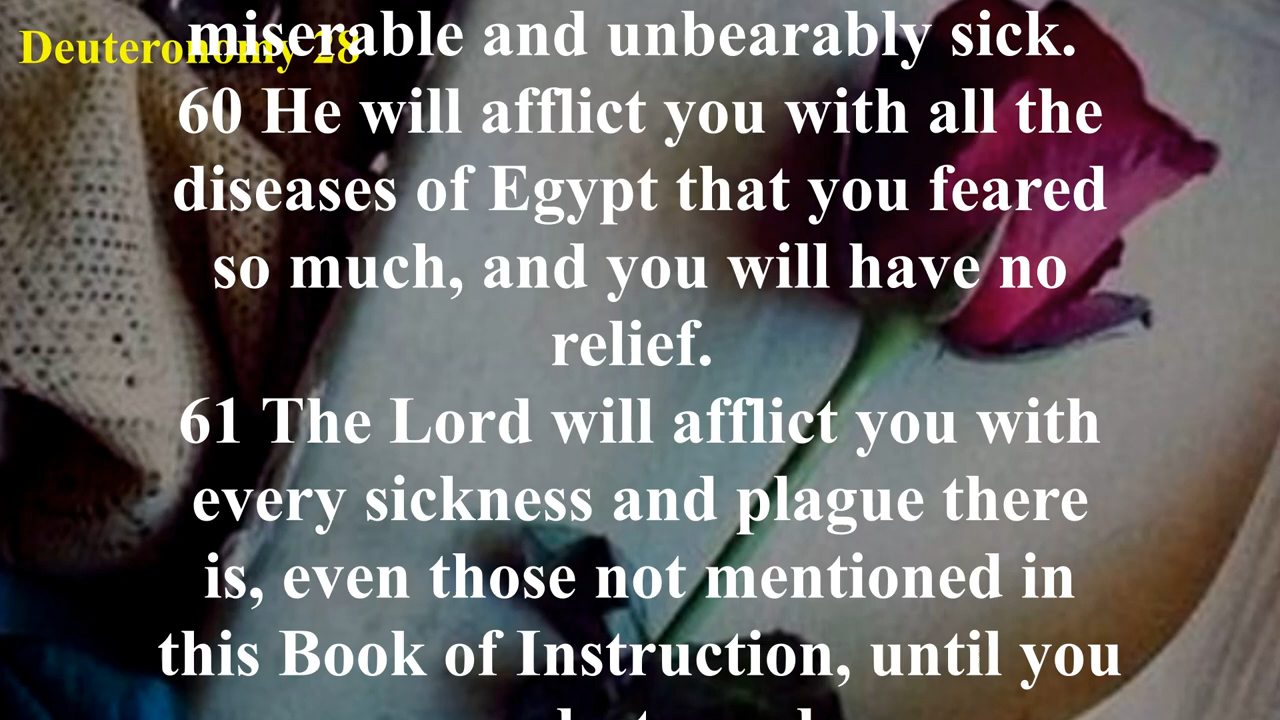 Deuteronomy 28
miserable and unbearably sick.
60 He will afflict you with all the
diseases of Egypt that you feared
so much, and you will have no
relief.
61 The Lord will afflict you with
every sickness and plague there
is, even those not mentioned in
this Book of Instruction, until you